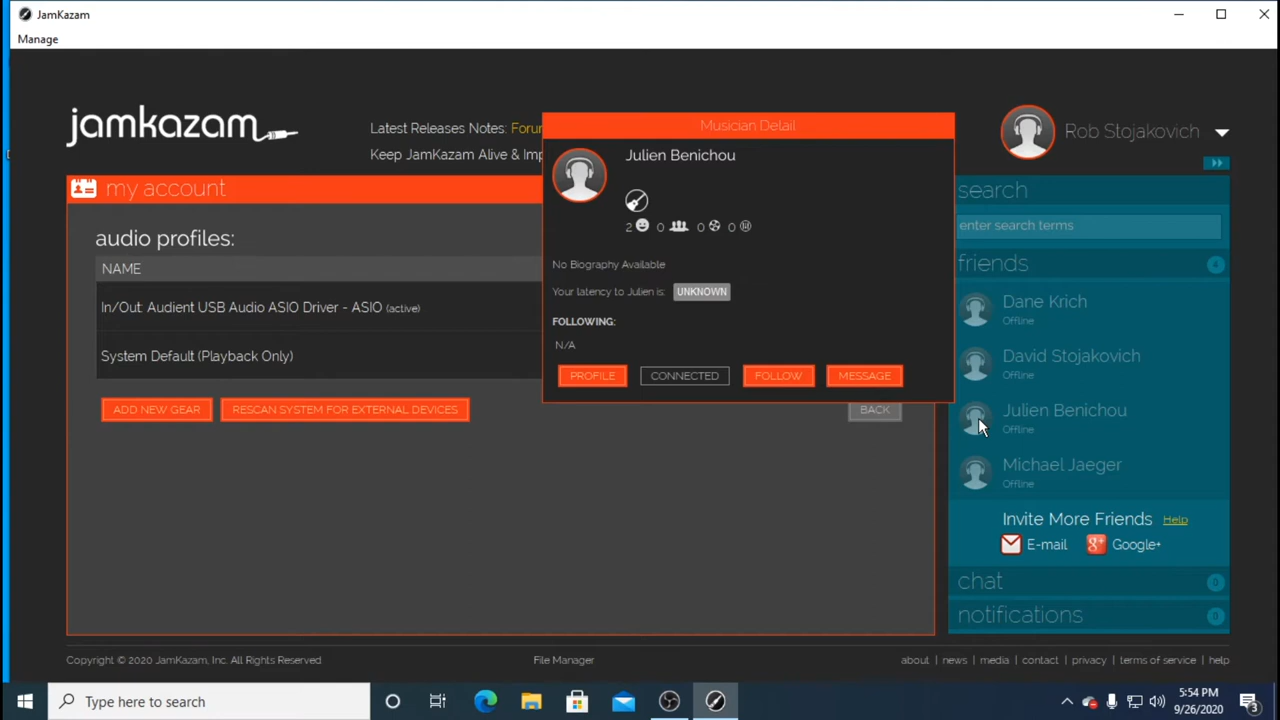 JamKazam
Manage
jamkazam
Latest Releases Notes: Foru
Keep JamKazam Alive & Imp
Rob Stojakovich
my account
audio profiles:
NAME
In/Out: Audient USB Audio ASIO Driver - ASIO (active)
System Default (Playback Only)
ADD NEW GEAR
RESCAN SYSTEM FOR EXTERNAL DEVICES
BACK
Musician Detail
Julien Benichou
2 0 0 0
No Biography Available
Your latency to Julien is: UNKNOWN
FOLLOWING:
N/A
PROFILE
CONNECTED
FOLLOW
MESSAGE
search
enter search terms
friends 4
Dane Krich
Offline
David Stojakovich
Offline
Julien Benichou
Offline
Michael Jaeger
Offline
Invite More Friends Help
E-mail
Google+
chat 0
notifications
Copyright © 2020 JamKazam, Inc. All Rights Reserved
File Manager
about | news | media | contact | privacy | terms of service | help
Type here to search
5:54 PM
9/26/2020
3